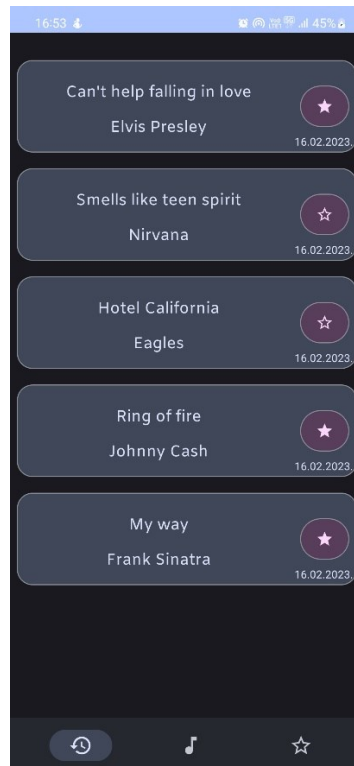 16:53 45%
Can't help falling in love
Elvis Presley
16.02.2023.
Smells like teen spirit
Nirvana
16.02.2023.
Hotel California
Eagles
16.02.2023.
Ring of fire
Johnny Cash
16.02.2023.
My way
Frank Sinatra
16.02.2023.